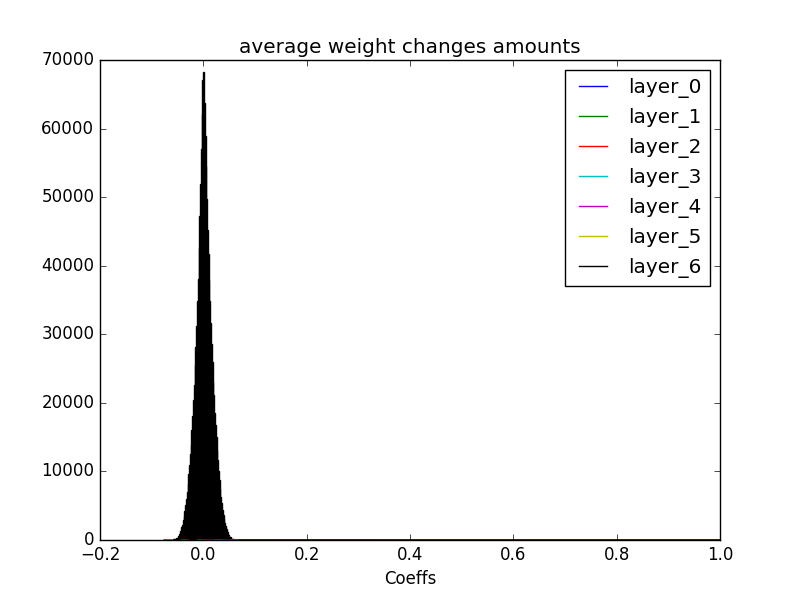 average weight changes amounts
70000
60000
50000
40000
30000
20000
10000
0
−0.2 0.0 0.2 0.4 0.6 0.8 1.0
Coeffs
layer_0
layer_1
layer_2
layer_3
layer_4
layer_5
layer_6